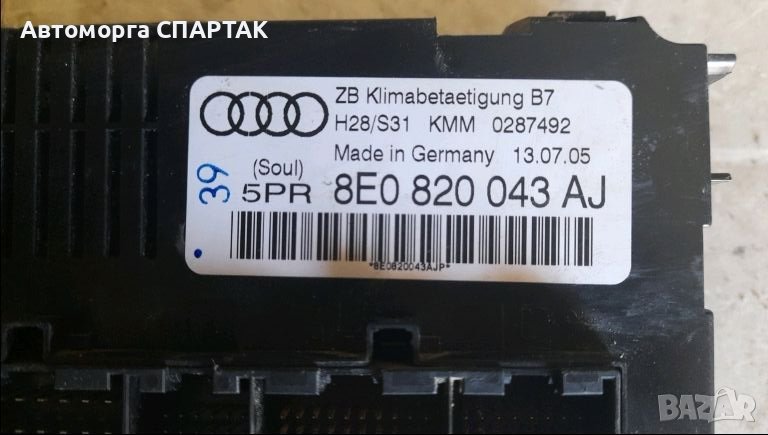 Автоморга СПАРТАК
ZB Klimabetaetigung B7
H28/S31 KMM 0287492
Made in Germany 13.07.05
39
(Soul)
5PR 8E0 820 043 AJ
*8E0820043AJP*
BAZAR